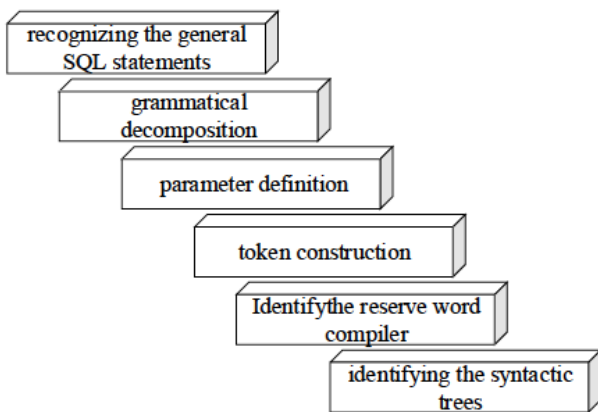 recognizing the general
SQL statements
grammatical
decomposition
parameter definition
token construction
Identifythe reserve word
compiler
identifying the syntactic
trees